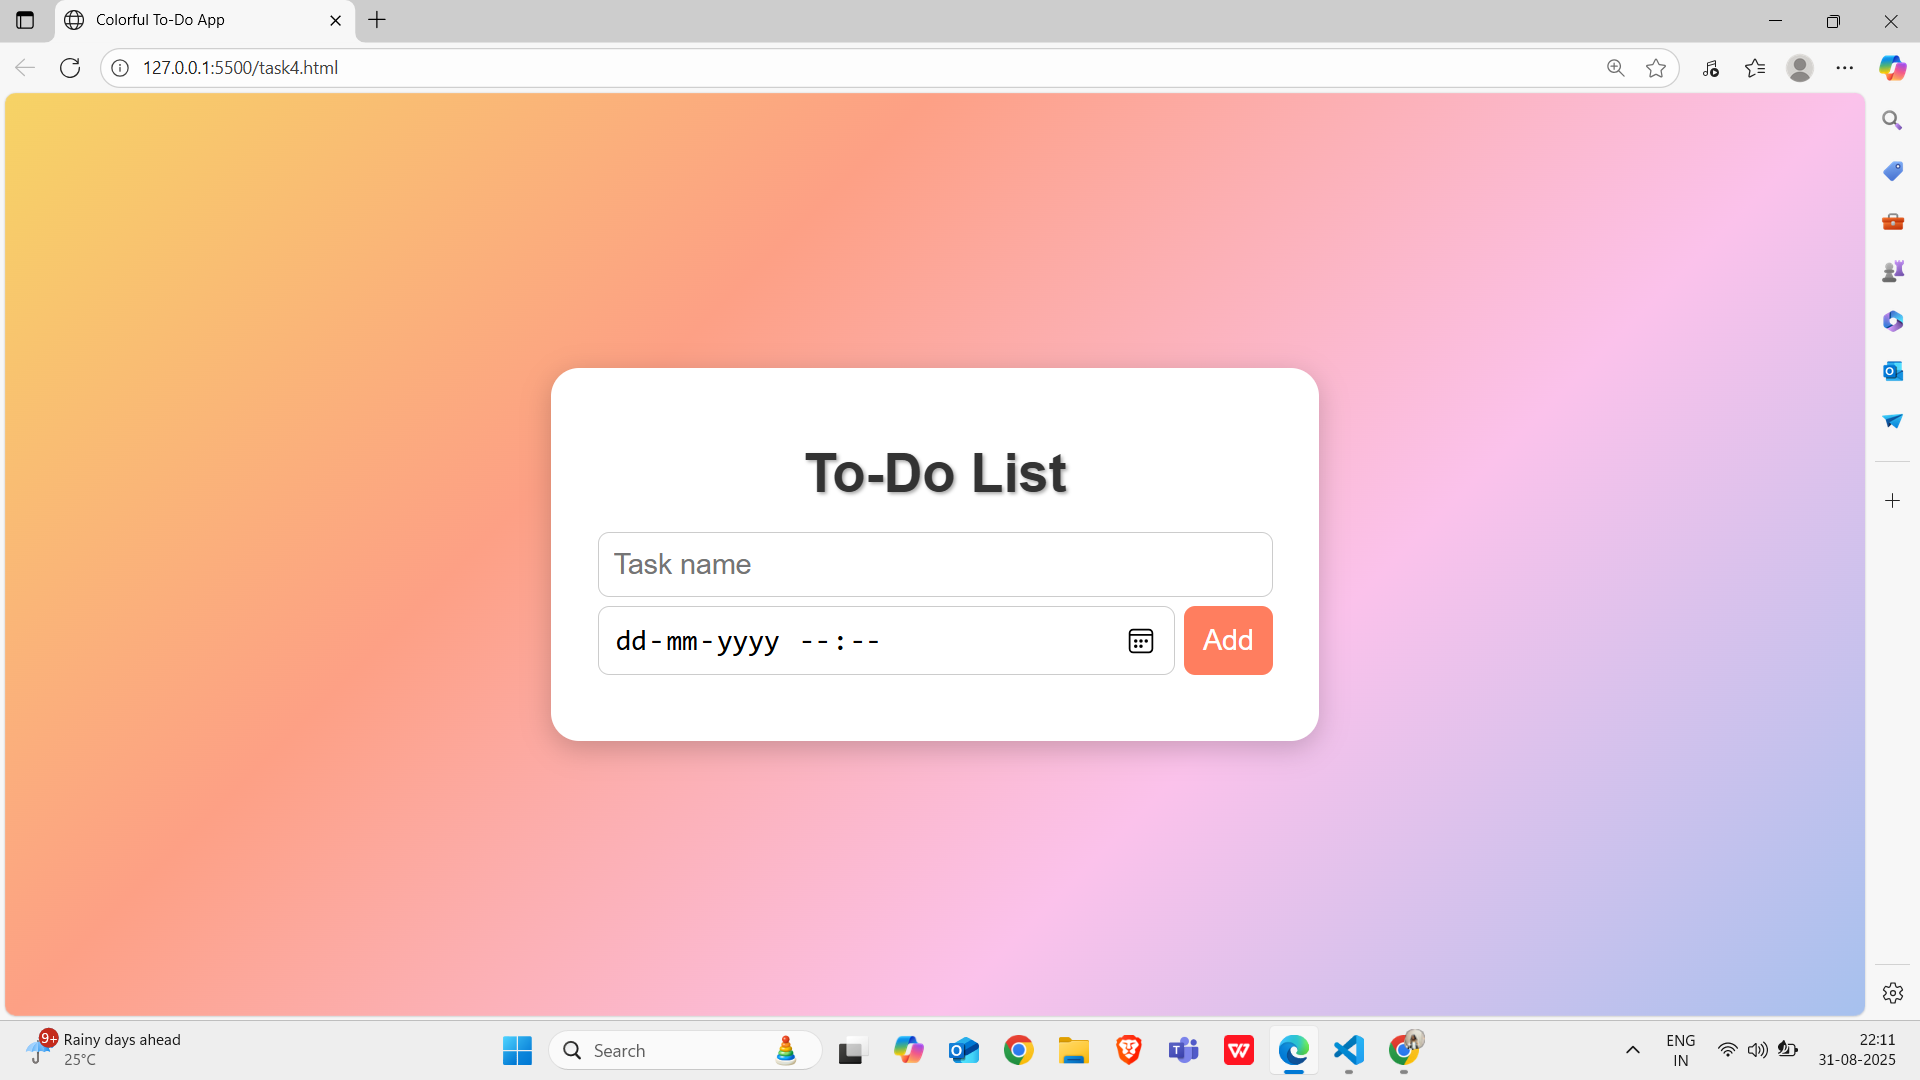 Colorful To-Do App
127.0.0.1:5500/task4.html
To-Do List
Task name
dd-mm-yyyy --:--
Add
9+
Rainy days ahead
25°C
Search
ENG
IN
22:11
31-08-2025